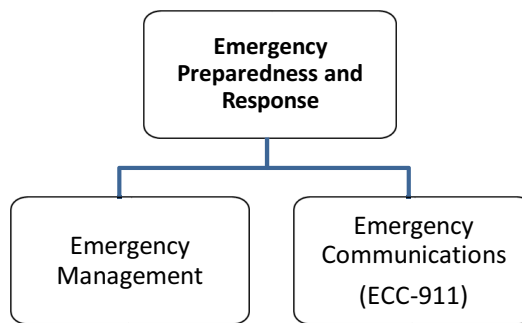 Emergency
Preparedness and
Response
Emergency
Management
Emergency
Communications
(ECC-911)